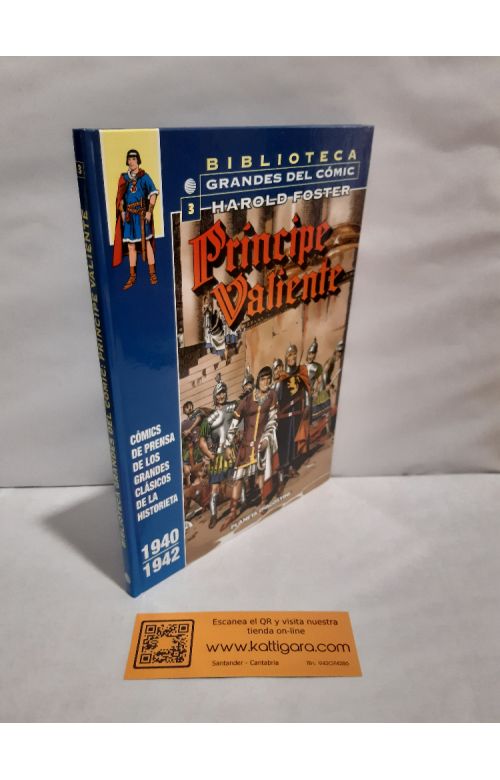 BIBLIOTECA
GRANDES DEL CÓMIC
3
HAROLD FOSTER
Príncipe
Valiente
CÓMICS
DE PRENSA
DE LOS
GRANDES
CLÁSICOS
DE LA
HISTORIETA
1940
1942
PLANETA DeAGOSTINI
3
BIBLIOTECA GRANDES DEL CÓMIC: PRÍNCIPE VALIENTE
Escanea el QR y visita nuestra
tienda on-line
www.kattigara.com
Santander - Cantabria